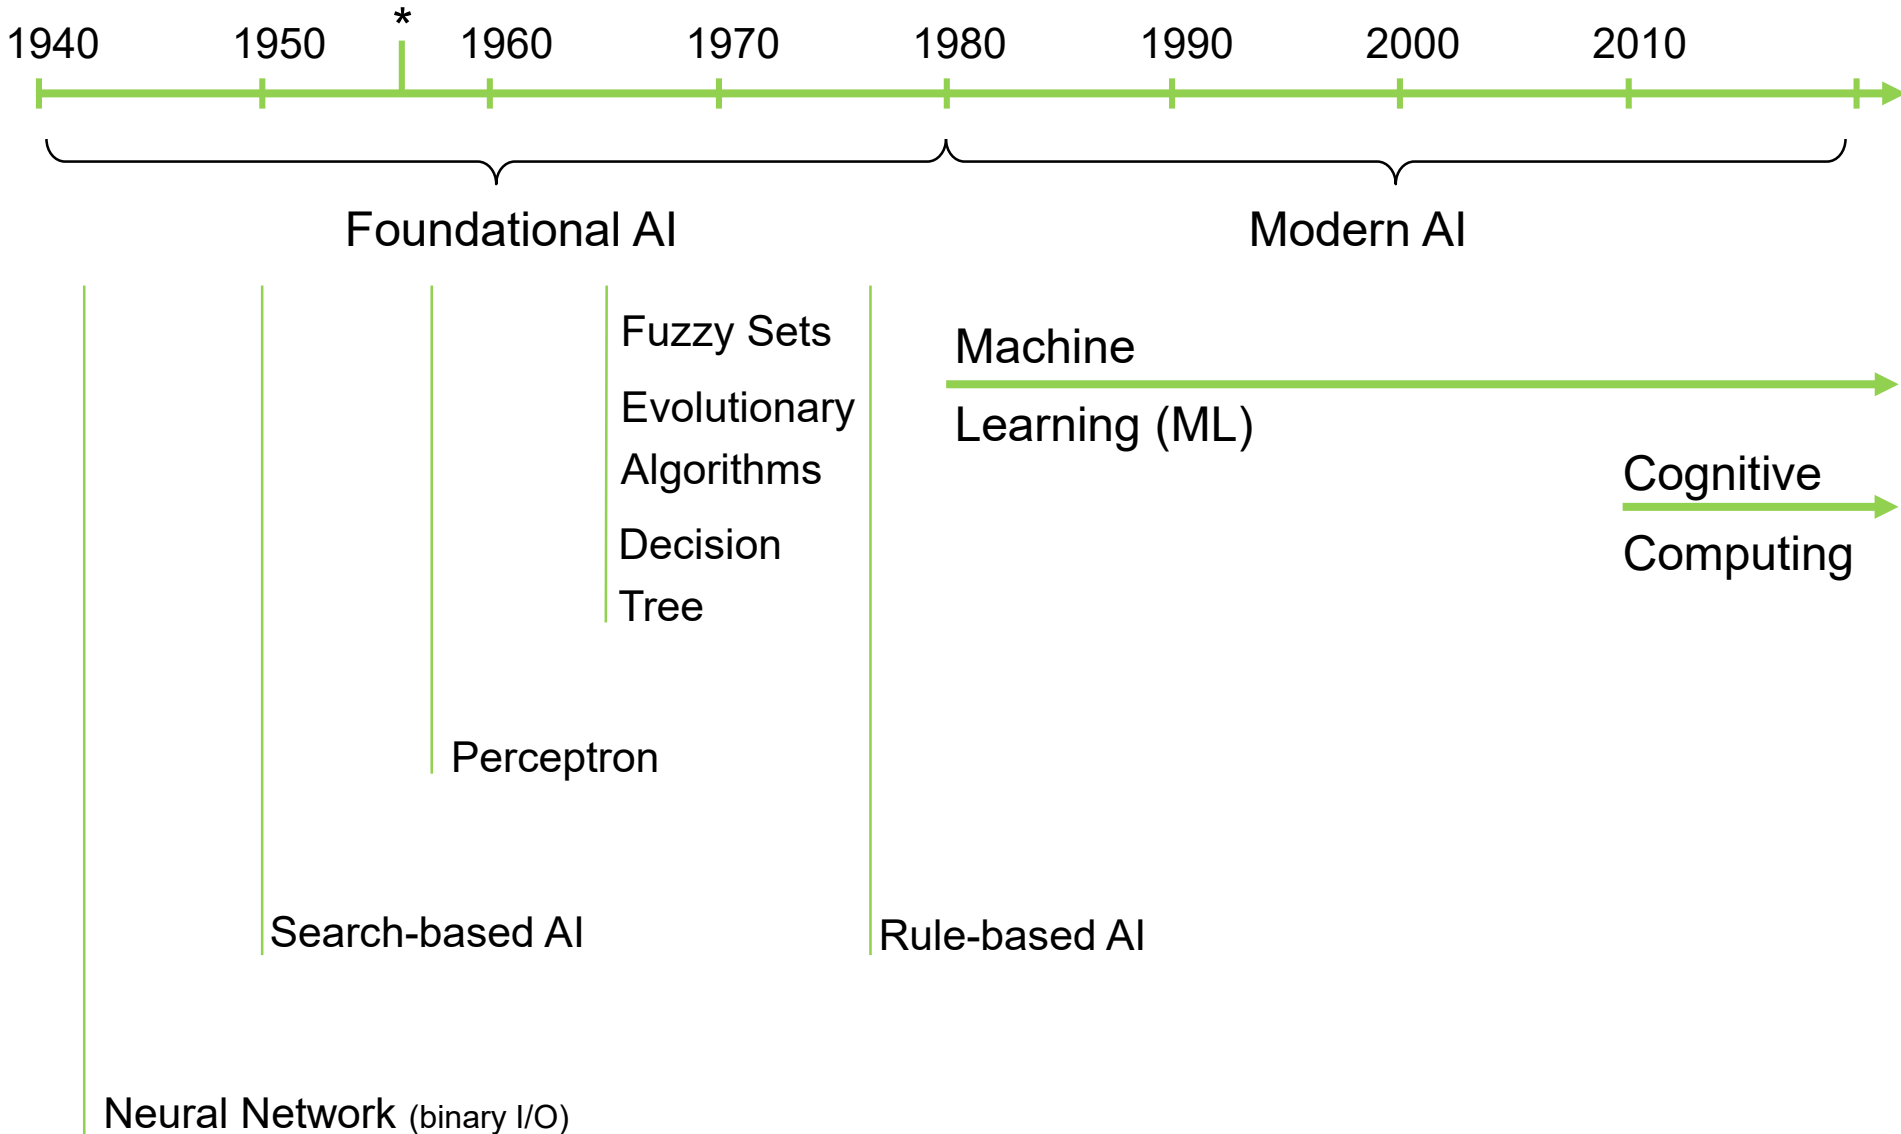 *
1940 1950 1960 1970 1980 1990 2000 2010
Foundational AI
Modern AI
Fuzzy Sets
Evolutionary
Algorithms
Decision
Tree
Machine
Learning (ML)
Cognitive
Computing
Perceptron
Search-based AI
Rule-based AI
Neural Network (binary I/O)